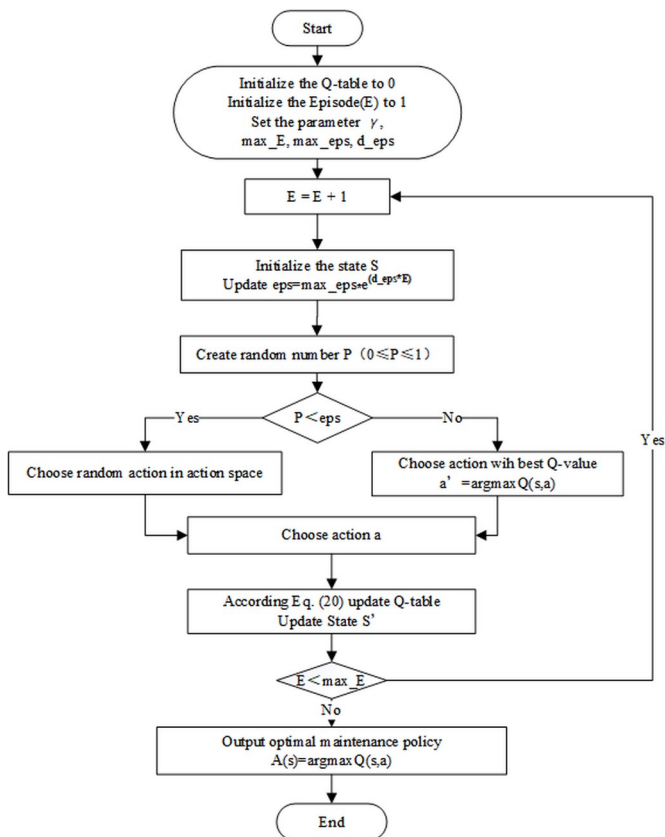 Start
Initialize the Q-table to 0
Initialize the Episode(E) to 1
Set the parameter γ,
max_E, max_eps, d_eps
E = E + 1
Initialize the state S
Update eps=max_eps*e^(d_eps*E)
Create random number P（0≤P≤1）
P＜eps
Yes
No
Choose random action in action space
Choose action wih best Q-value
a’ =argmax Q(s,a)
Choose action a
According Eq. (20) update Q-table
Update State S’
E＜max_E
Yes
No
Output optimal maintenance policy
A(s)=argmax Q(s,a)
End